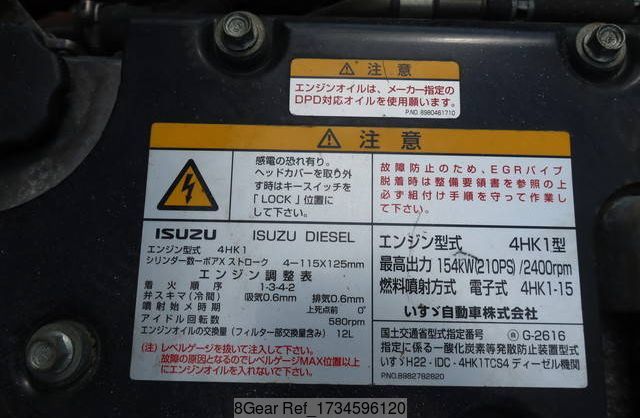 注意
エンジンオイルは、メーカー指定の
DPD対応オイルを使用願います。
P.NO. 8980461710
注意
感電の恐れ有り。
ヘッドカバーを取り外
す時はキースイッチを
「LOCK」位置に
して下さい。
故障防止のため、EGRパイプ
脱着時は整備要領書を参照の上
必ず組付け手順を守って作業し
て下さい。
ISUZU ISUZU DIESEL
エンジン型式 4HK1
シリンダー数ーボアX ストローク 4ー115X125mm
エンジン調整表
着火順序 1-3-4-2
弁スキマ(冷間) 吸気0.6mm 排気0.6mm
噴射始め時期 上死点前 0°
アイドル回転数 580rpm
エンジンオイルの交換量(フィルター部交換量含み) 12L
(注)レベルゲージを抜いて注入して下さい。
故障の原因となるのでレベルゲージMAX位置以上
にエンジンオイルを入れないで下さい。
エンジン型式 4HK1型
最高出力 154kW(210PS)/2400rpm
燃料噴射方式 電子式 4HK1-15
いすゞ自動車株式会社
国土交通省型式指定番号 G-2616
指定に係る一酸化炭素等発散防止装置型式
いすゞH22・IDC・4HK1TCS4 ディーゼル機関
P.NO.8982782820
8Gear Ref_1734596120